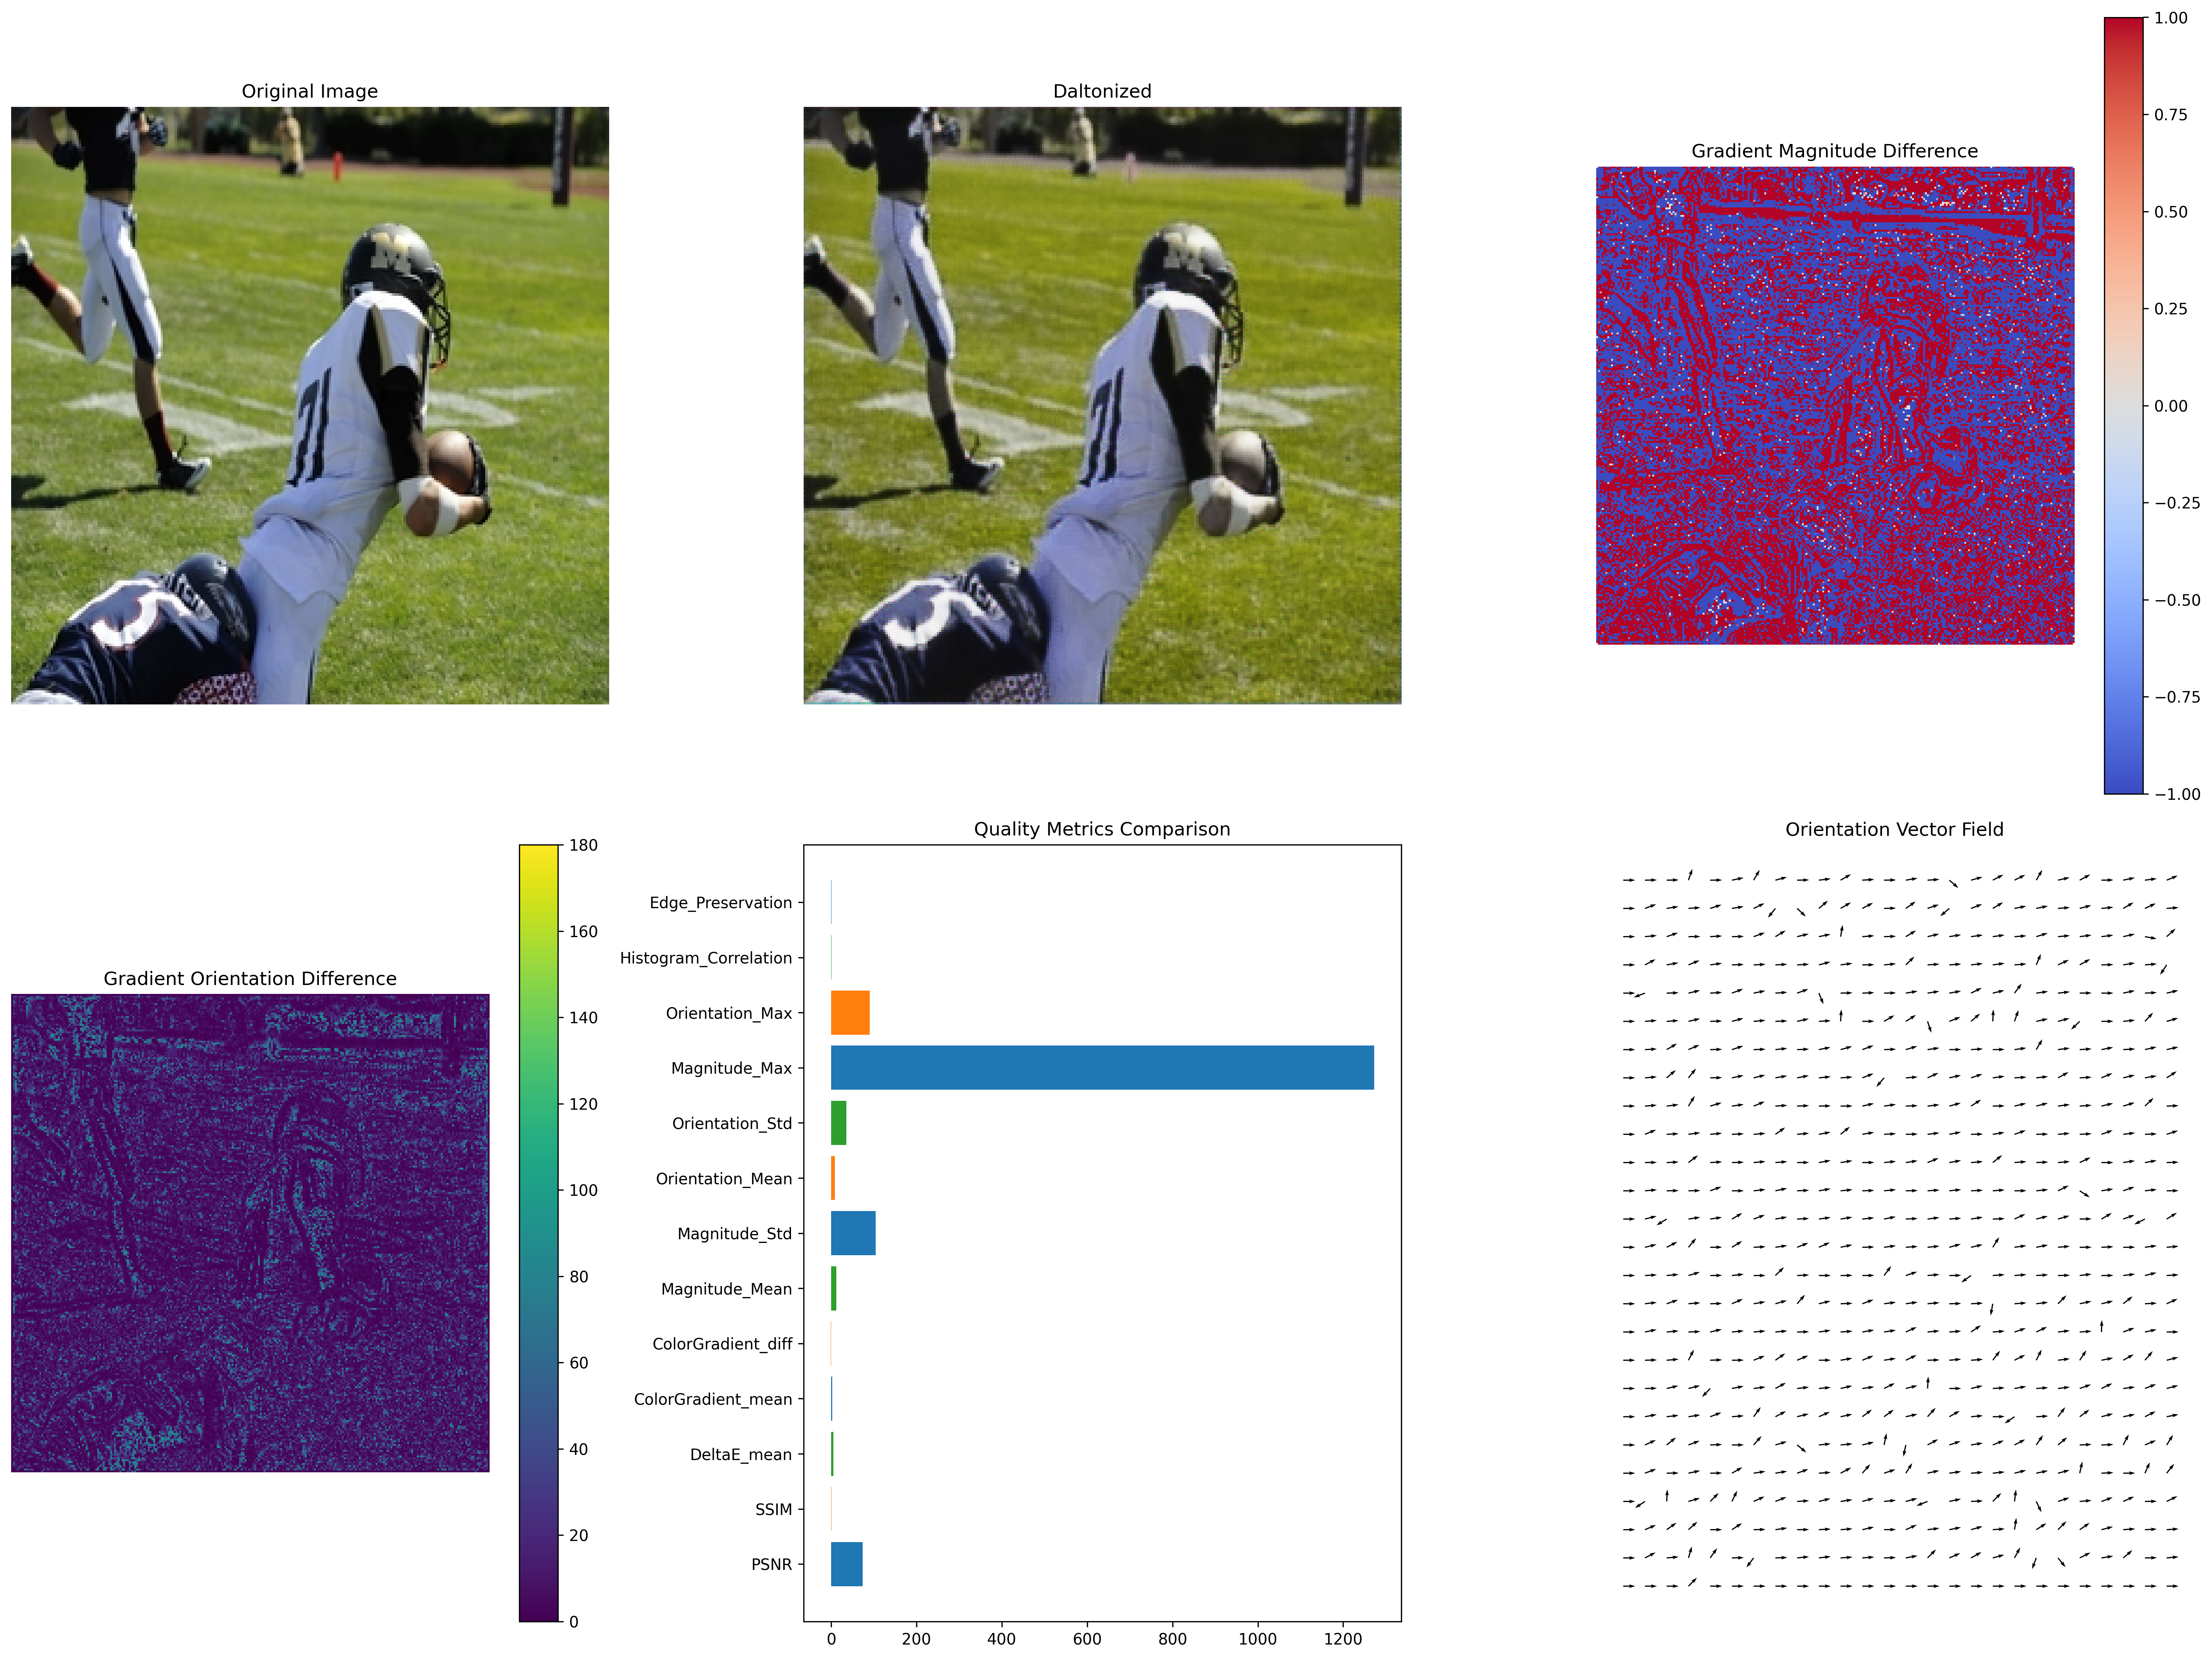 Original Image
Daltonized
Gradient Magnitude Difference
M
71
M
71
1.00
0.75
0.50
0.25
0.00
−0.25
−0.50
−0.75
−1.00
Gradient Orientation Difference
180
160
140
120
100
80
60
40
20
0
Quality Metrics Comparison
Edge_Preservation
Histogram_Correlation
Orientation_Max
Magnitude_Max
Orientation_Std
Orientation_Mean
Magnitude_Std
Magnitude_Mean
ColorGradient_diff
ColorGradient_mean
DeltaE_mean
SSIM
PSNR
0 200 400 600 800 1000 1200
Orientation Vector Field